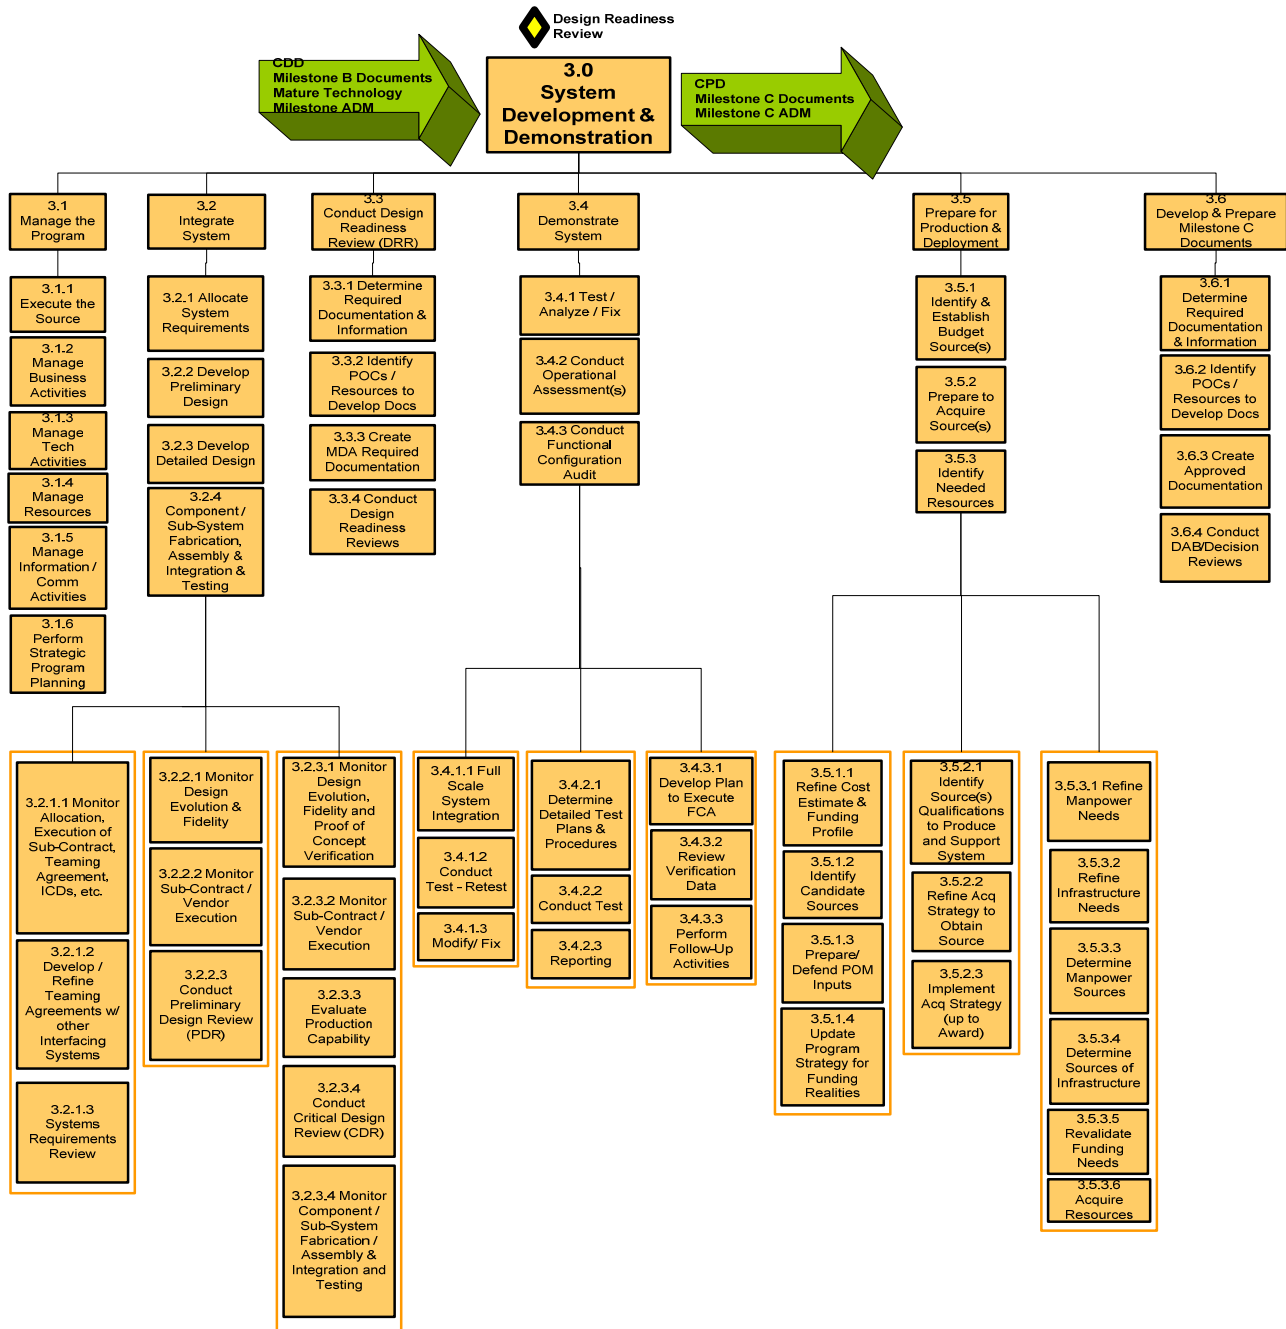 Design Readiness
Review
CDD
Milestone B Documents
Mature Technology
Milestone ADM
3.0
System
Development &
Demonstration
CPD
Milestone C Documents
Milestone C ADM
3.1
Manage the
Program
3.2
Integrate
System
3.3
Conduct Design
Readiness
Review (DRR)
3.4
Demonstrate
System
3.5
Prepare for
Production &
Deployment
3.6
Develop & Prepare
Milestone C
Documents
3.1.1
Execute the
Source
3.1.2
Manage
Business
Activities
3.1.3
Manage
Tech
Activities
3.1.4
Manage
Resources
3.1.5
Manage
Information /
Comm
Activities
3.1.6
Perform
Strategic
Program
Planning
3.2.1 Allocate
System
Requirements
3.2.2 Develop
Preliminary
Design
3.2.3 Develop
Detailed Design
3.2.4
Component /
Sub-System
Fabrication,
Assembly &
Integration &
Testing
3.3.1 Determine
Required
Documentation &
Information
3.3.2 Identify
POCs /
Resources to
Develop Docs
3.3.3 Create
MDA Required
Documentation
3.3.4 Conduct
Design
Readiness
Reviews
3.4.1 Test /
Analyze / Fix
3.4.2 Conduct
Operational
Assessment(s)
3.4.3 Conduct
Functional
Configuration
Audit
3.5.1
Identify &
Establish
Budget
Source(s)
3.5.2
Prepare to
Acquire
Source(s)
3.5.3
Identify
Needed
Resources
3.6.1
Determine
Required
Documentation
& Information
3.6.2 Identify
POCs /
Resources to
Develop Docs
3.6.3 Create
Approved
Documentation
3.6.4 Conduct
DAB/Decision
Reviews
3.2.1.1 Monitor
Allocation,
Execution of
Sub-Contract,
Teaming
Agreement,
ICDs, etc.
3.2.1.2
Develop /
Refine
Teaming
Agreements w/
other
Interfacing
Systems
3.2.1.3
Systems
Requirements
Review
3.2.2.1 Monitor
Design
Evolution &
Fidelity
3.2.2.2 Monitor
Sub-Contract /
Vendor
Execution
3.2.2.3
Conduct
Preliminary
Design Review
(PDR)
3.2.3.1 Monitor
Design
Evolution,
Fidelity and
Proof of
Concept
Verification
3.2.3.2 Monitor
Sub-Contract /
Vendor
Execution
3.2.3.3
Evaluate
Production
Capability
3.2.3.4
Conduct
Critical Design
Review (CDR)
3.2.3.4 Monitor
Component /
Sub-System
Fabrication /
Assembly &
Integration and
Testing
3.4.1.1 Full
Scale
System
Integration
3.4.1.2
Conduct
Test - Retest
3.4.1.3
Modify/ Fix
3.4.2.1
Determine
Detailed Test
Plans &
Procedures
3.4.2.2
Conduct Test
3.4.2.3
Reporting
3.4.3.1
Develop Plan
to Execute
FCA
3.4.3.2
Review
Verification
Data
3.4.3.3
Perform
Follow-Up
Activities
3.5.1.1
Refine Cost
Estimate &
Funding
Profile
3.5.1.2
Identify
Candidate
Sources
3.5.1.3
Prepare/
Defend POM
Inputs
3.5.1.4
Update
Program
Strategy for
Funding
Realities
3.5.2.1
Identify
Source(s)
Qualifications
to Produce
and Support
System
3.5.2.2
Refine Acq
Strategy to
Obtain
Source
3.5.2.3
Implement
Acq Strategy
(up to
Award)
3.5.3.1 Refine
Manpower
Needs
3.5.3.2
Refine
Infrastructure
Needs
3.5.3.3
Determine
Manpower
Sources
3.5.3.4
Determine
Sources of
Infrastructure
3.5.3.5
Revalidate
Funding
Needs
3.5.3.6
Acquire
Resources